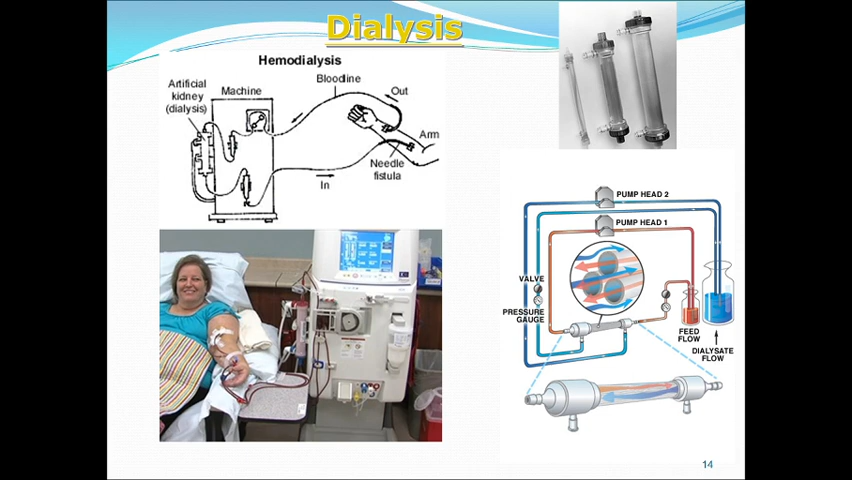 Dialysis
Hemodialysis
Bloodline
Artificial
kidney
(dialysis)
Machine
Out
Arm
Needle
fistula
In
PUMP HEAD 2
PUMP HEAD 1
VALVE
PRESSURE
GAUGE
FEED
FLOW
DIALYSATE
FLOW
14